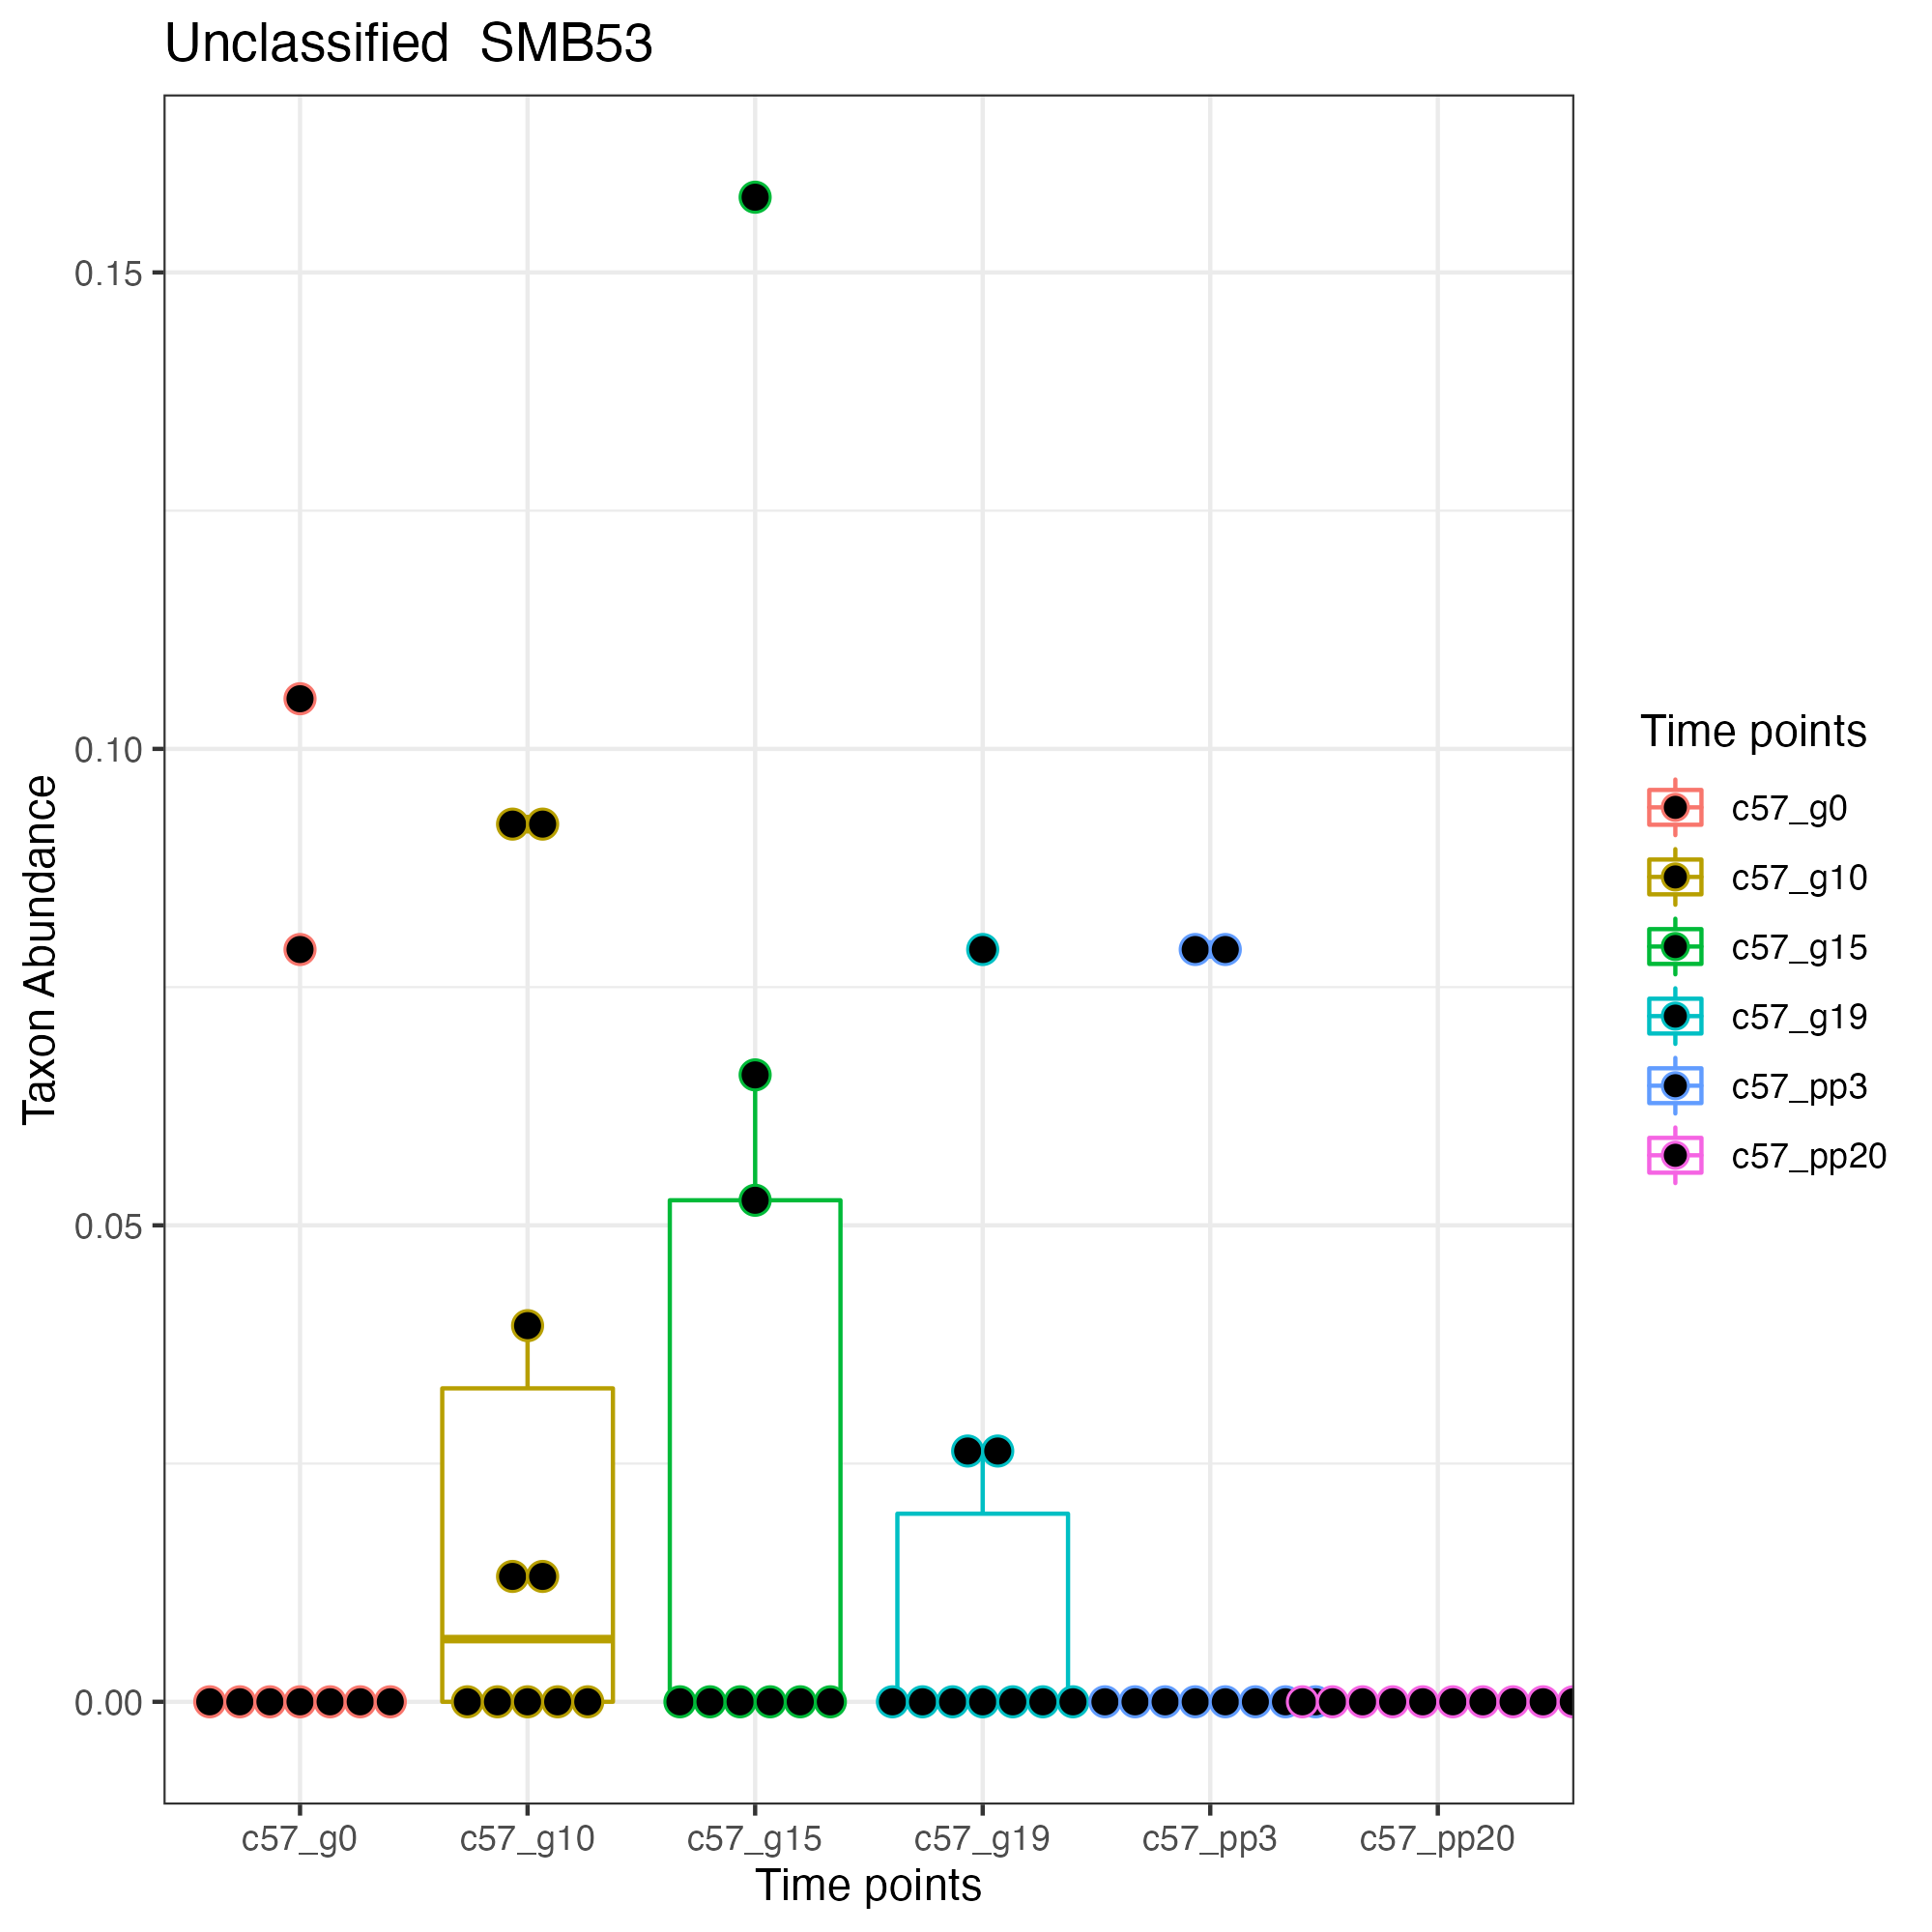 Unclassified  SMB53
0.15
0.10
0.05
0.00
Taxon Abundance
c57_g0 c57_g10 c57_g15 c57_g19 c57_pp3 c57_pp20
Time points
Time points
c57_g0
c57_g10
c57_g15
c57_g19
c57_pp3
c57_pp20